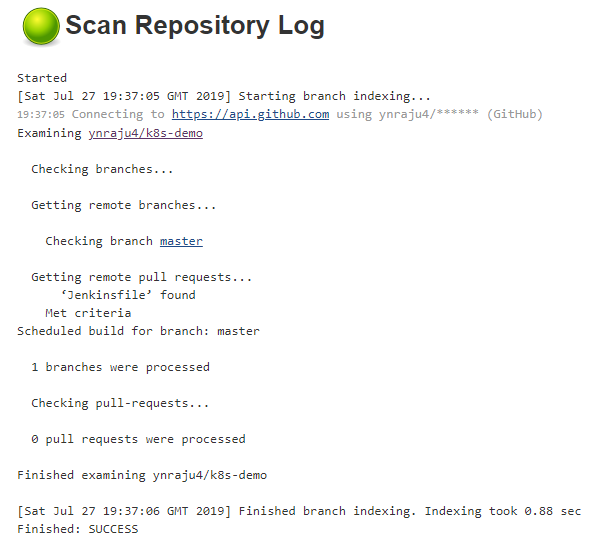 Scan Repository Log
Started
[Sat Jul 27 19:37:05 GMT 2019] Starting branch indexing...
19:37:05 Connecting to https://api.github.com using ynraju4/****** (GitHub)
Examining ynraju4/k8s-demo
Checking branches...
Getting remote branches...
Checking branch master
Getting remote pull requests...
‘Jenkinsfile’ found
Met criteria
Scheduled build for branch: master
1 branches were processed
Checking pull-requests...
0 pull requests were processed
Finished examining ynraju4/k8s-demo
[Sat Jul 27 19:37:06 GMT 2019] Finished branch indexing. Indexing took 0.88 sec
Finished: SUCCESS